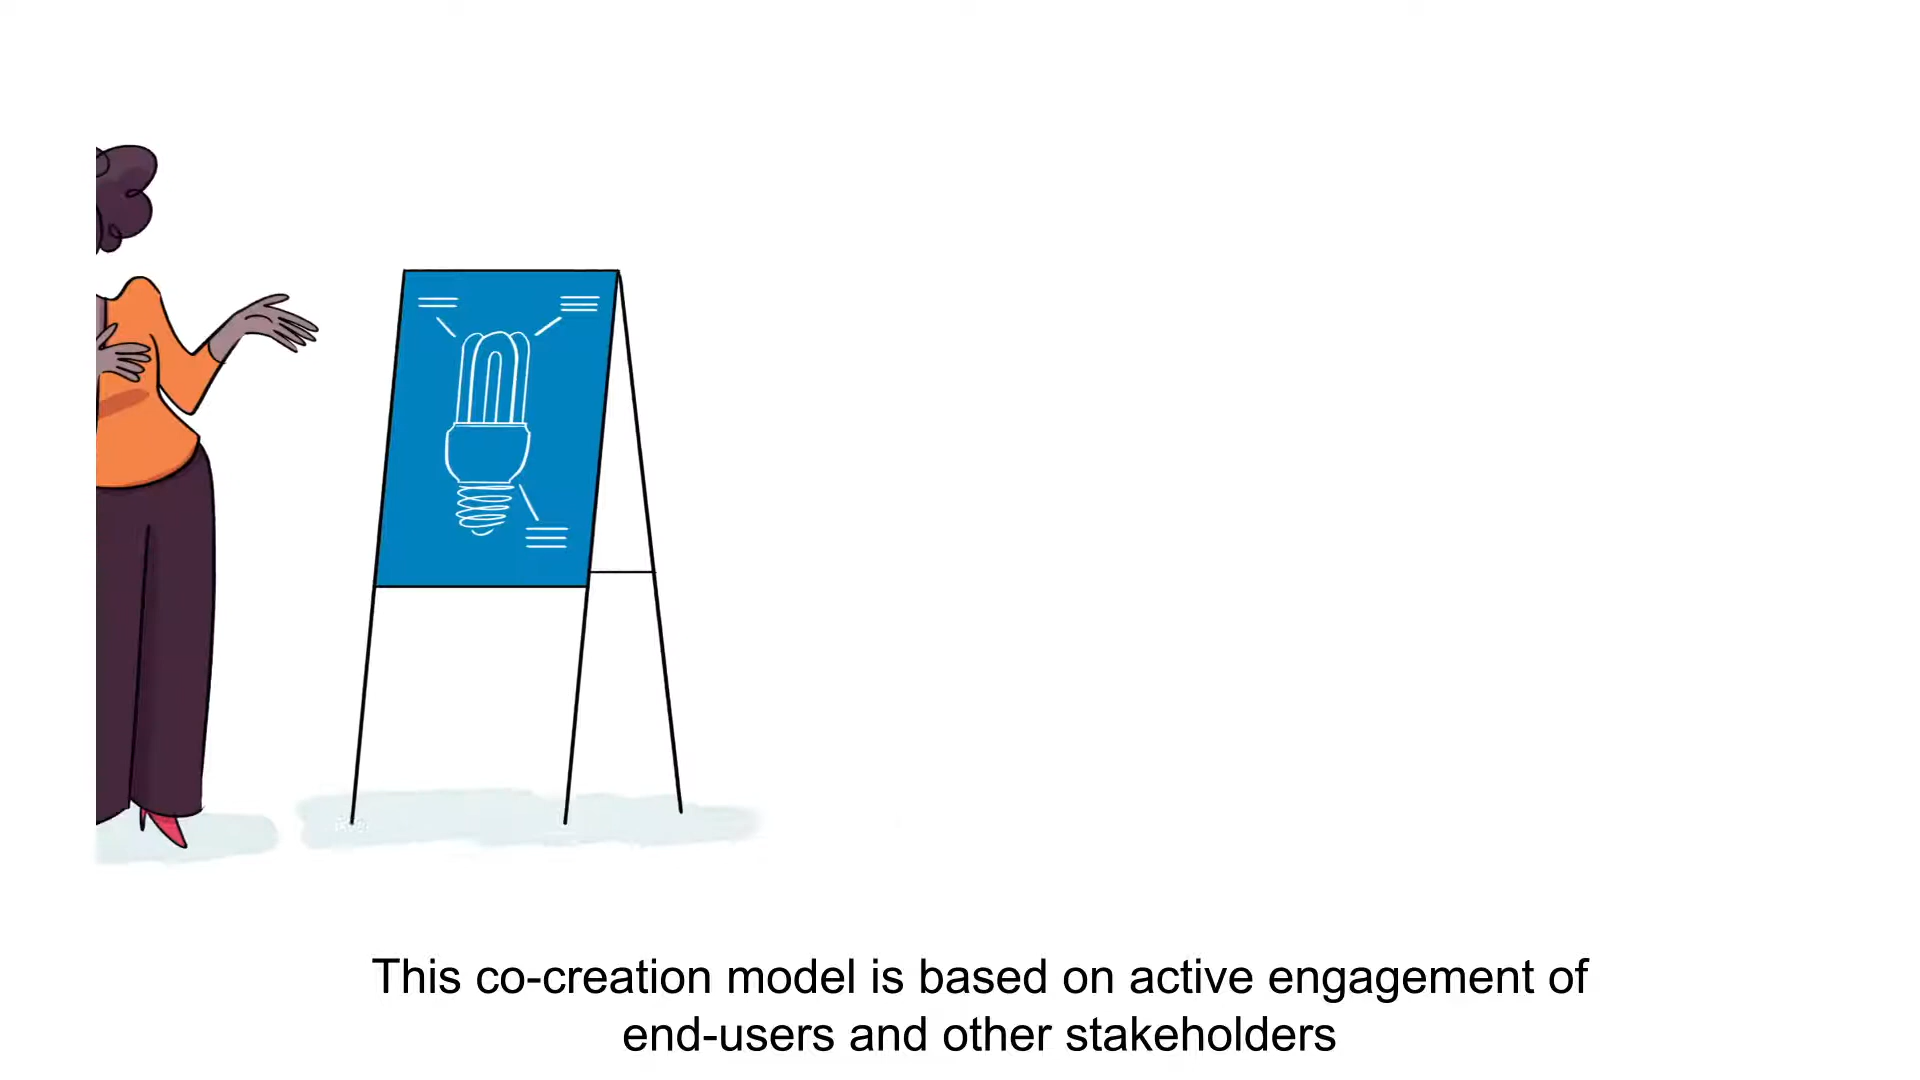 This co-creation model is based on active engagement of
end-users and other stakeholders